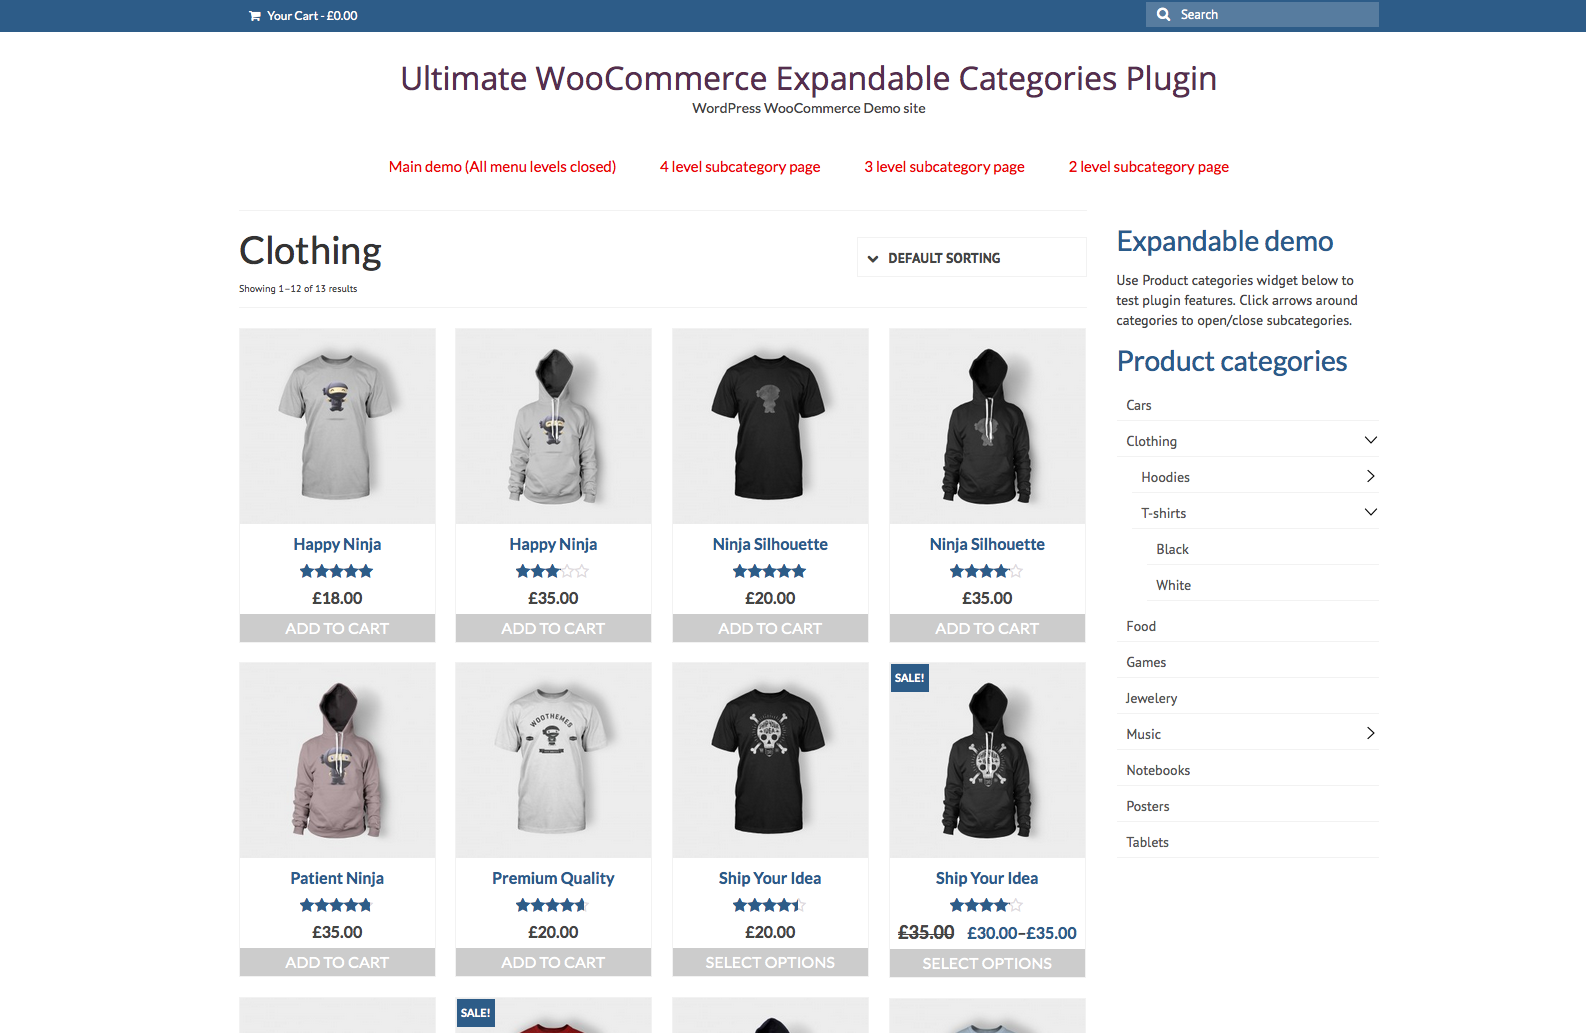 Your Cart - £0.00
Search
Ultimate WooCommerce Expandable Categories Plugin
WordPress WooCommerce Demo site
Main demo (All menu levels closed)
4 level subcategory page
3 level subcategory page
2 level subcategory page
Clothing
DEFAULT SORTING
Showing 1–12 of 13 results
Happy Ninja
£18.00
ADD TO CART
Happy Ninja
£35.00
ADD TO CART
Ninja Silhouette
£20.00
ADD TO CART
Ninja Silhouette
£35.00
ADD TO CART
Patient Ninja
£35.00
ADD TO CART
WOOTHEMES
Premium Quality
£20.00
ADD TO CART
SHIP YOUR
IDEA
Ship Your Idea
£20.00
SELECT OPTIONS
SALE!
Ship Your Idea
£35.00 £30.00–£35.00
SELECT OPTIONS
SALE!
Expandable demo
Use Product categories widget below to
test plugin features. Click arrows around
categories to open/close subcategories.
Product categories
Cars
Clothing
Hoodies
T-shirts
Black
White
Food
Games
Jewelery
Music
Notebooks
Posters
Tablets